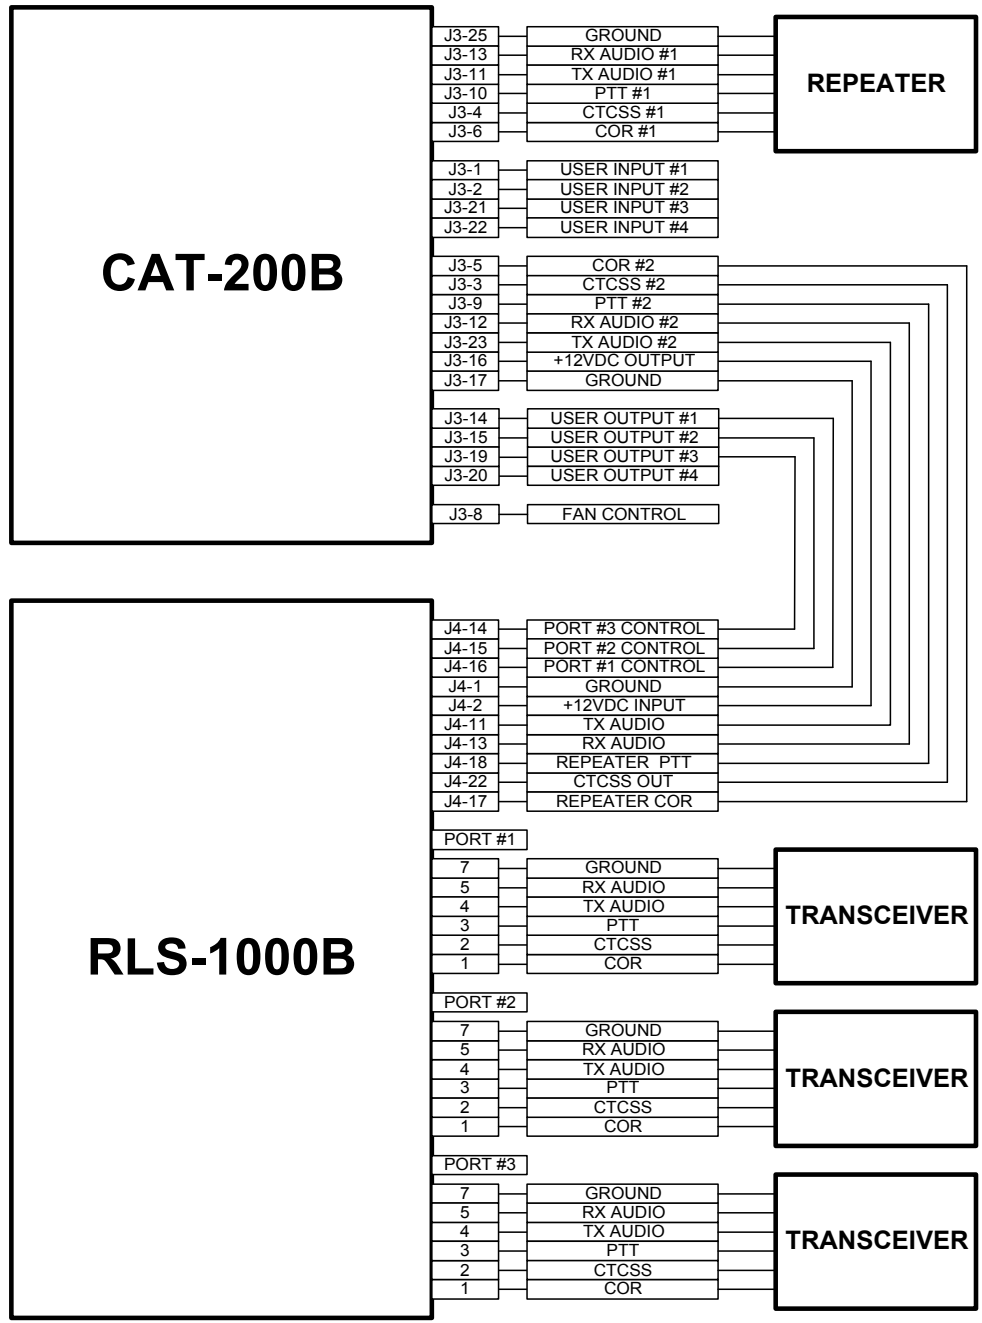 J3-25 GROUND
J3-13 RX AUDIO #1
J3-11 TX AUDIO #1
J3-10 PTT #1
J3-4 CTCSS #1
J3-6 COR #1
REPEATER
J3-1 USER INPUT #1
J3-2 USER INPUT #2
J3-21 USER INPUT #3
J3-22 USER INPUT #4
CAT-200B
J3-5 COR #2
J3-3 CTCSS #2
J3-9 PTT #2
J3-12 RX AUDIO #2
J3-23 TX AUDIO #2
J3-16 +12VDC OUTPUT
J3-17 GROUND
J3-14 USER OUTPUT #1
J3-15 USER OUTPUT #2
J3-19 USER OUTPUT #3
J3-20 USER OUTPUT #4
J3-8 FAN CONTROL
J4-14 PORT #3 CONTROL
J4-15 PORT #2 CONTROL
J4-16 PORT #1 CONTROL
J4-1 GROUND
J4-2 +12VDC INPUT
J4-11 TX AUDIO
J4-13 RX AUDIO
J4-18 REPEATER PTT
J4-22 CTCSS OUT
J4-17 REPEATER COR
RLS-1000B
PORT #1
7 GROUND
5 RX AUDIO
4 TX AUDIO
3 PTT
2 CTCSS
1 COR
TRANSCEIVER
PORT #2
7 GROUND
5 RX AUDIO
4 TX AUDIO
3 PTT
2 CTCSS
1 COR
TRANSCEIVER
PORT #3
7 GROUND
5 RX AUDIO
4 TX AUDIO
3 PTT
2 CTCSS
1 COR
TRANSCEIVER